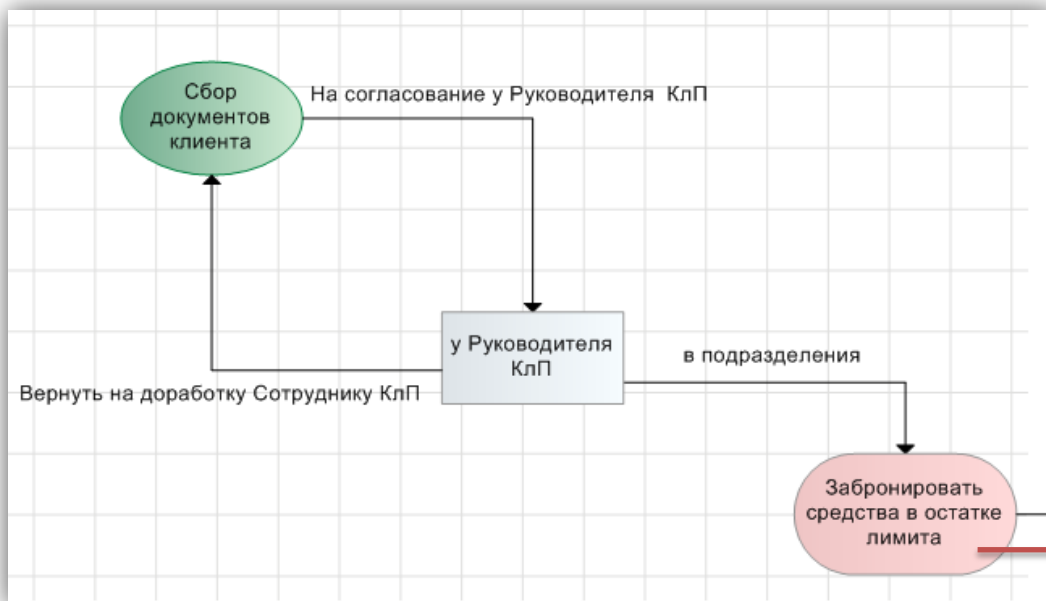 Сбор
документов
клиента
На согласование у Руководителя КлП
у Руководителя
КлП
в подразделения
Вернуть на доработку Сотруднику КлП
Забронировать
средства в остатке
лимита